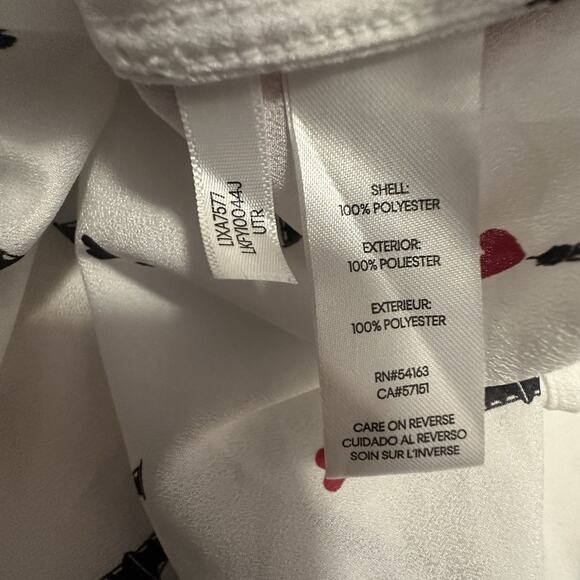 LIXA7577
LKFY0044J
UTR
SHELL:
100% POLYESTER
EXTERIOR:
100% POLIESTER
EXTERIEUR:
100% POLYESTER
RN#54163
CA#57151
CARE ON REVERSE
CUIDADO AL REVERSO
SOIN SUR L'INVERSE